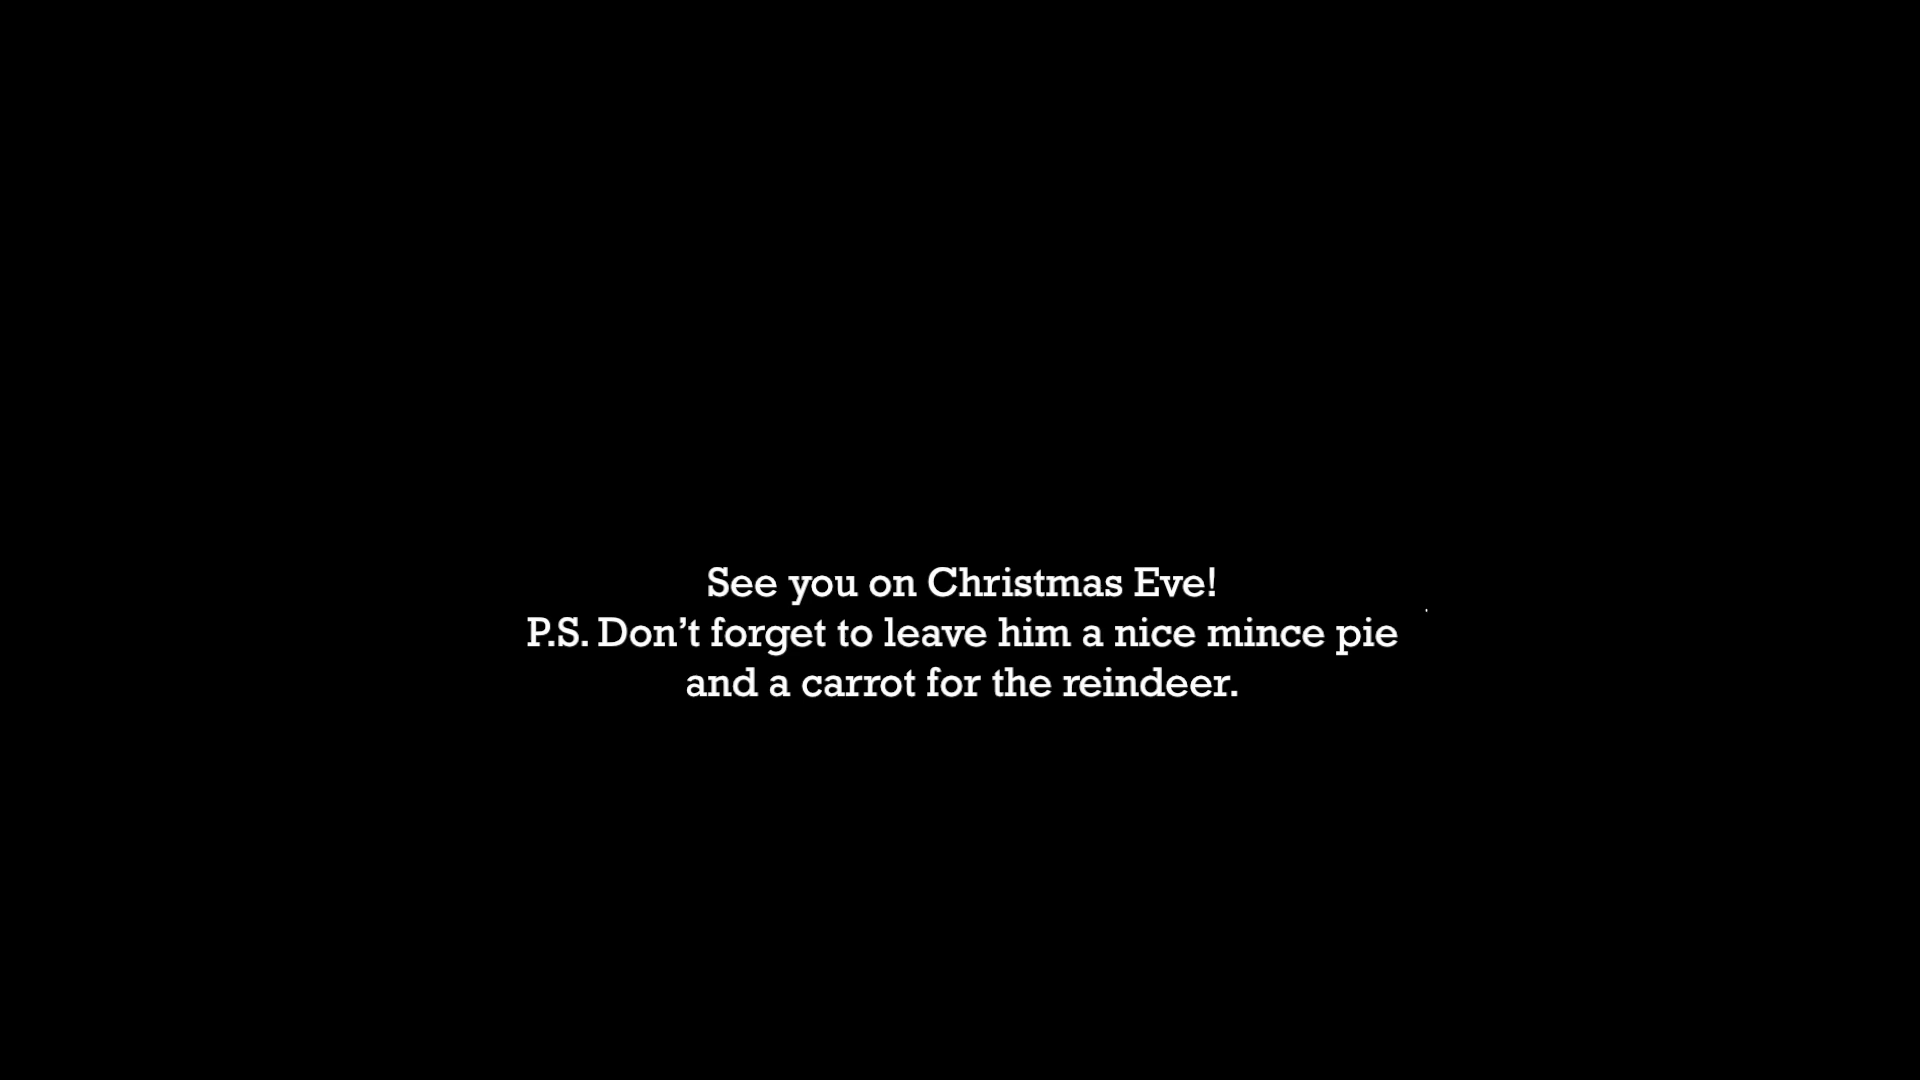 See you on Christmas Eve!
P.S. Don’t forget to leave him a nice mince pie
and a carrot for the reindeer.